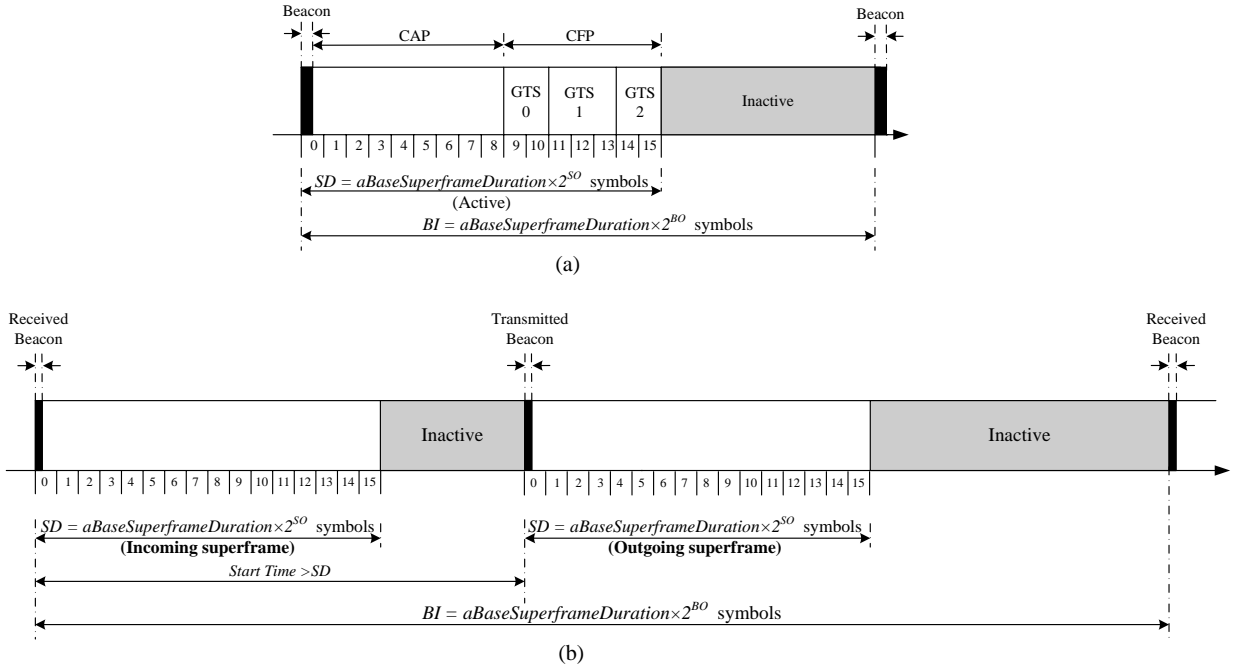 Beacon
Beacon
CAP
CFP
GTS 0
GTS 1
GTS 2
Inactive
0 1 2 3 4 5 6 7 8 9 10 11 12 13 14 15
SD = aBaseSuperframeDuration×2^SO symbols
(Active)
BI = aBaseSuperframeDuration×2^BO symbols
(a)
Received Beacon
Transmitted Beacon
Received Beacon
Inactive
Inactive
0 1 2 3 4 5 6 7 8 9 10 11 12 13 14 15
0 1 2 3 4 5 6 7 8 9 10 11 12 13 14 15
SD = aBaseSuperframeDuration×2^SO symbols
(Incoming superframe)
SD = aBaseSuperframeDuration×2^SO symbols
(Outgoing superframe)
Start Time >SD
BI = aBaseSuperframeDuration×2^BO symbols
(b)